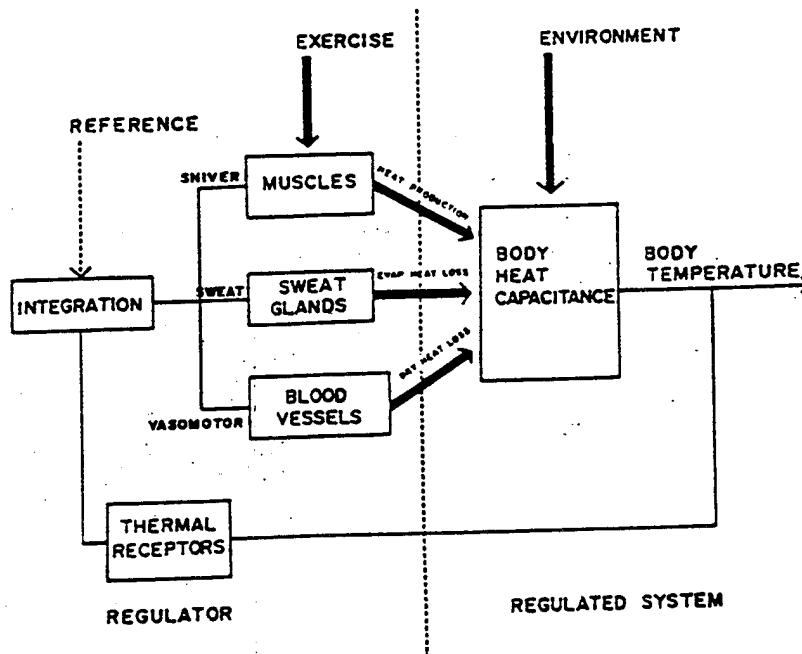 EXERCISE
ENVIRONMENT
REFERENCE
SHIVER
MUSCLES
HEAT PRODUCTION
INTEGRATION
SWEAT
SWEAT
GLANDS
EVAP HEAT LOSS
BODY
HEAT
CAPACITANCE
BODY
TEMPERATURE
VASOMOTOR
BLOOD
VESSELS
DRY HEAT LOSS
THERMAL
RECEPTORS
REGULATOR
REGULATED SYSTEM